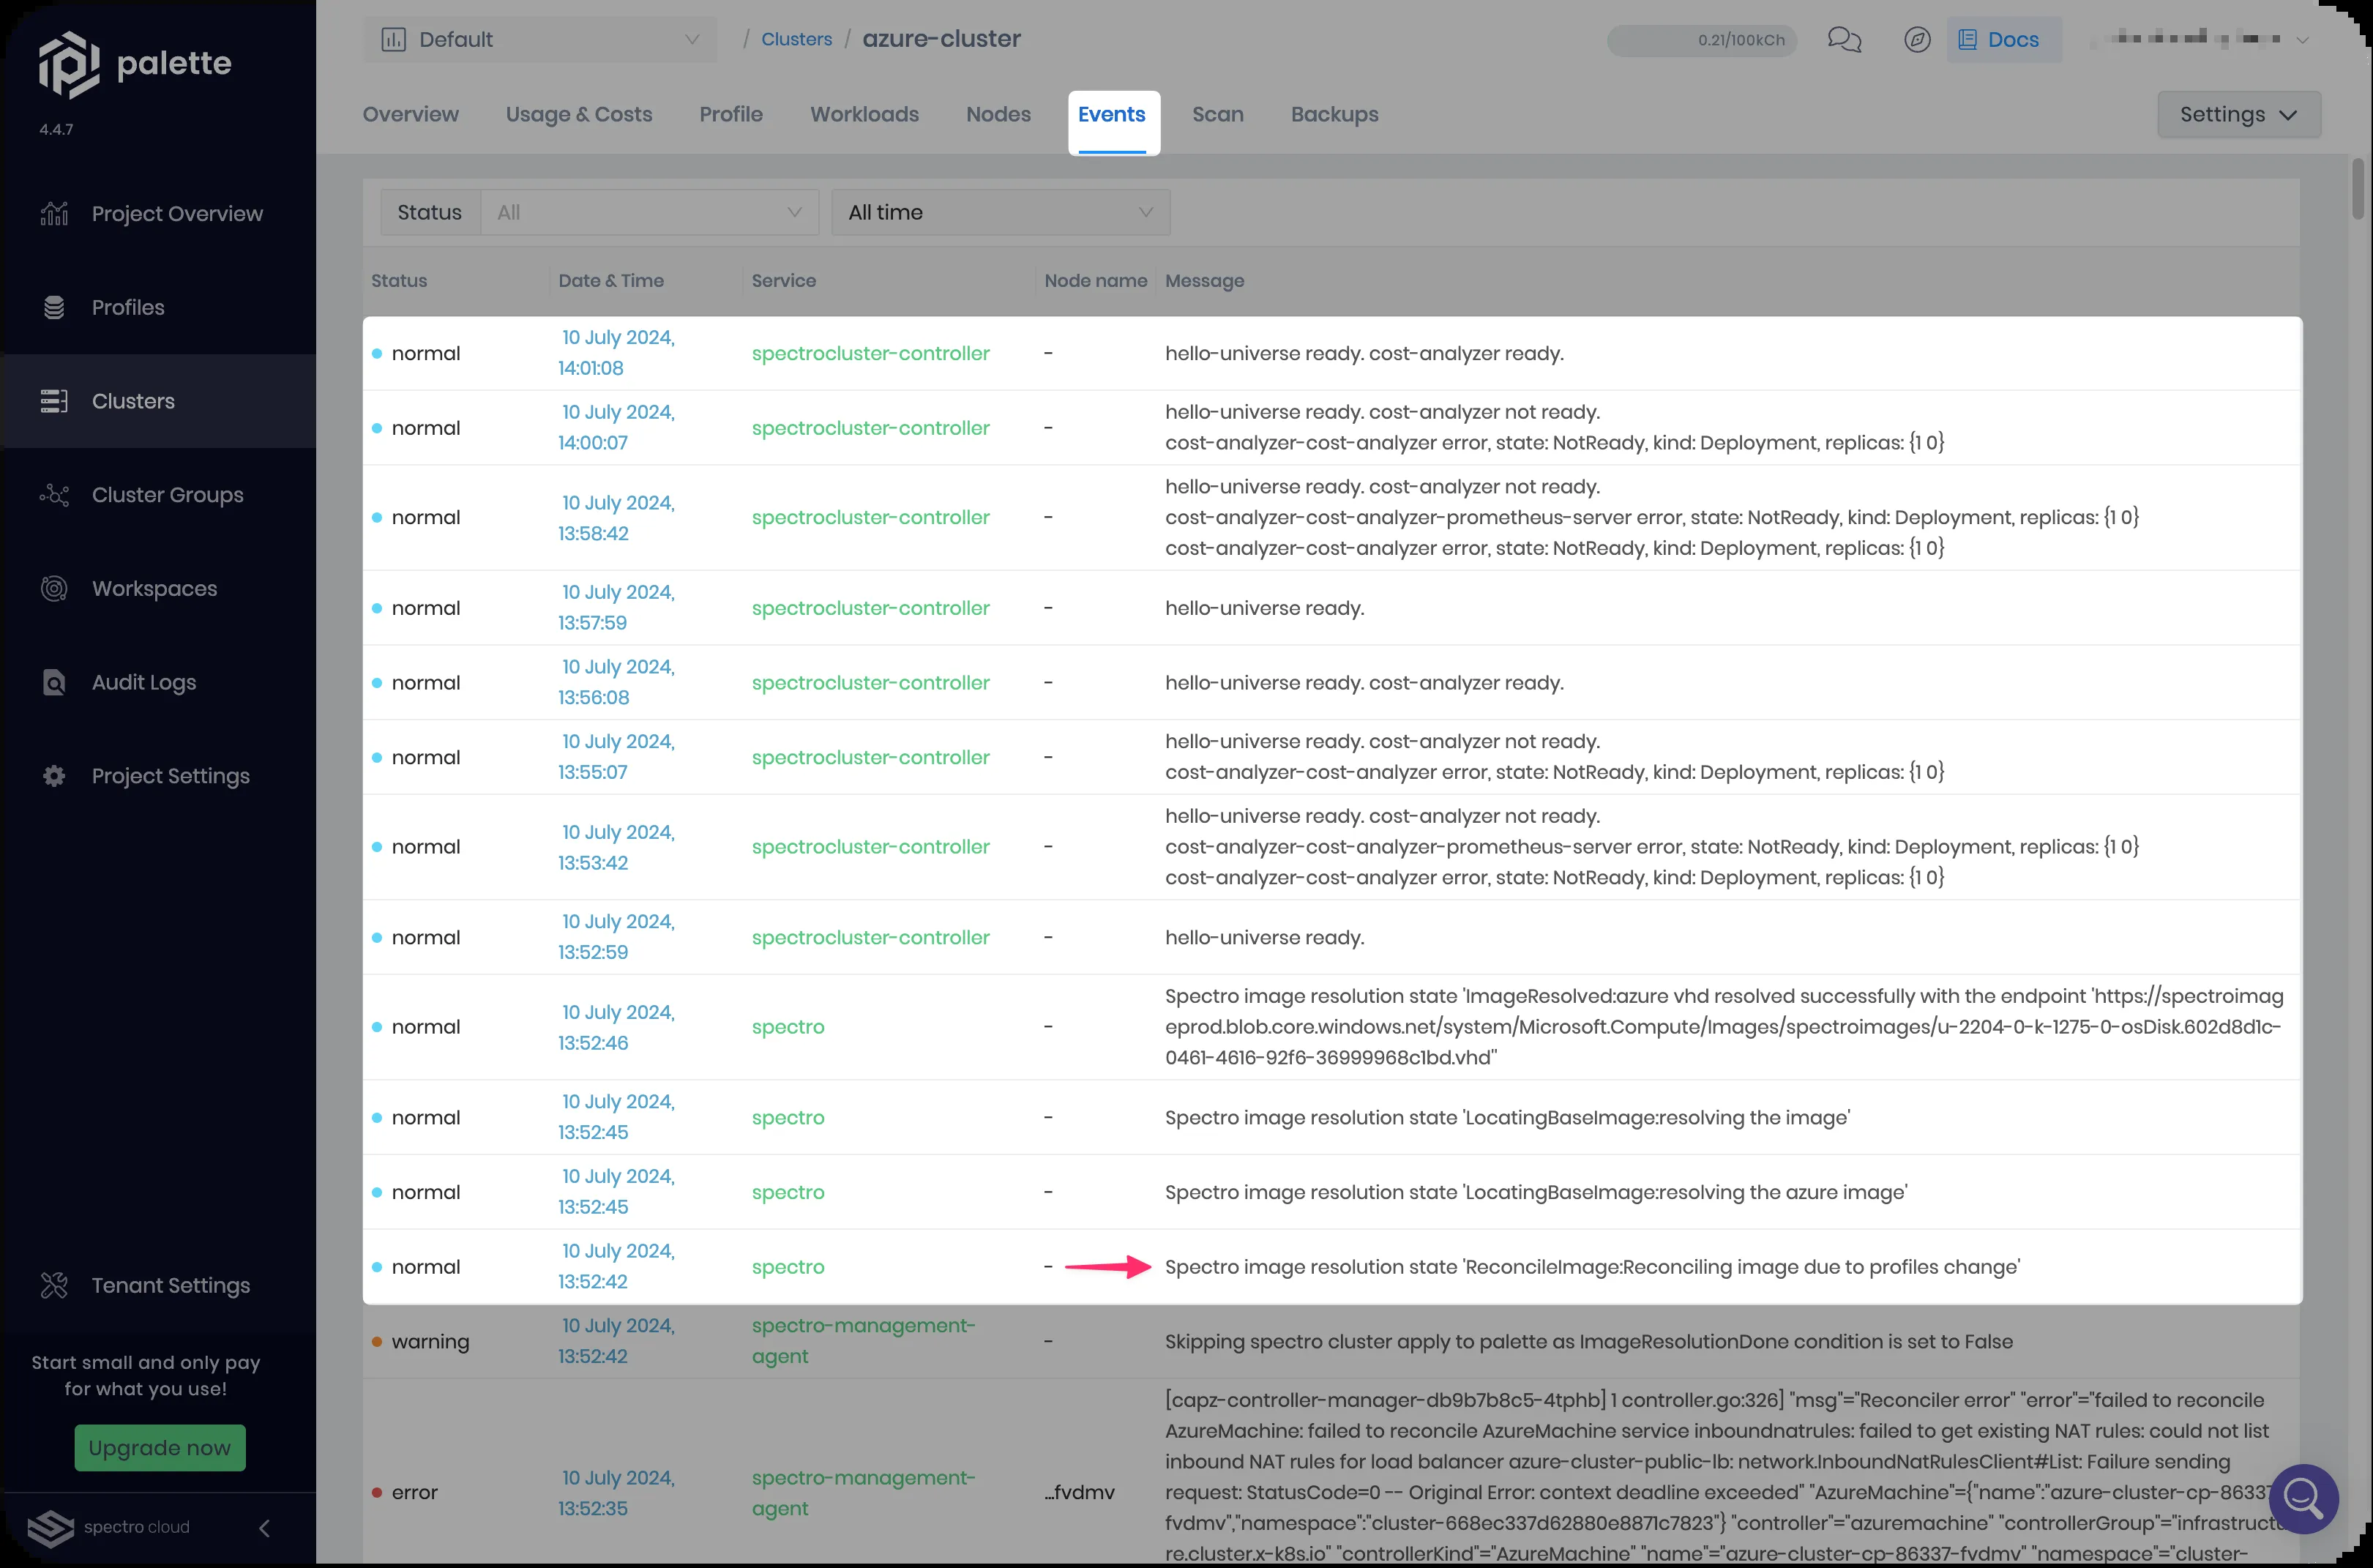 palette
4.4.7
Project Overview
Profiles
Clusters
Cluster Groups
Workspaces
Audit Logs
Project Settings
Tenant Settings
Start small and only pay
for what you use!
Upgrade now
spectro cloud
Default
/ Clusters / azure-cluster
0.21/100kCh
Docs
Overview Usage & Costs Profile Workloads Nodes Events Scan Backups
Settings
Status All All time
Status Date & Time Service Node name Message
normal 10 July 2024, spectrocluster-controller - hello-universe ready. cost-analyzer ready.
14:01:08
normal 10 July 2024, spectrocluster-controller - hello-universe ready. cost-analyzer not ready.
14:00:07 cost-analyzer-cost-analyzer error, state: NotReady, kind: Deployment, replicas: {1 0}
hello-universe ready. cost-analyzer not ready.
normal 10 July 2024, spectrocluster-controller - cost-analyzer-cost-analyzer-prometheus-server error, state: NotReady, kind: Deployment, replicas: {1 0}
13:58:42 cost-analyzer-cost-analyzer error, state: NotReady, kind: Deployment, replicas: {1 0}
normal 10 July 2024, spectrocluster-controller - hello-universe ready.
13:57:59
normal 10 July 2024, spectrocluster-controller - hello-universe ready. cost-analyzer ready.
13:56:08
normal 10 July 2024, spectrocluster-controller - hello-universe ready. cost-analyzer not ready.
13:55:07 cost-analyzer-cost-analyzer error, state: NotReady, kind: Deployment, replicas: {1 0}
hello-universe ready. cost-analyzer not ready.
normal 10 July 2024, spectrocluster-controller - cost-analyzer-cost-analyzer-prometheus-server error, state: NotReady, kind: Deployment, replicas: {1 0}
13:53:42 cost-analyzer-cost-analyzer error, state: NotReady, kind: Deployment, replicas: {1 0}
normal 10 July 2024, spectrocluster-controller - hello-universe ready.
13:52:59
Spectro image resolution state 'ImageResolved:azure vhd resolved successfully with the endpoint 'https://spectroimag
normal 10 July 2024, spectro - eprod.blob.core.windows.net/system/Microsoft.Compute/Images/spectroimages/u-2204-0-k-1275-0-osDisk.602d8d1c-
13:52:46 0461-4616-92f6-36999968c1bd.vhd''
normal 10 July 2024, spectro - Spectro image resolution state 'LocatingBaseImage:resolving the image'
13:52:45
normal 10 July 2024, spectro - Spectro image resolution state 'LocatingBaseImage:resolving the azure image'
13:52:45
normal 10 July 2024, spectro - Spectro image resolution state 'ReconcileImage:Reconciling image due to profiles change'
13:52:42
warning 10 July 2024, spectro-management- - Skipping spectro cluster apply to palette as ImageResolutionDone condition is set to False
13:52:42 agent
[capz-controller-manager-db9b7b8c5-4tphb] 1 controller.go:326] "msg"="Reconciler error" "error"="failed to reconcile
AzureMachine: failed to reconcile AzureMachine service inboundnatrules: failed to get existing NAT rules: could not list
inbound NAT rules for load balancer azure-cluster-public-lb: network.InboundNatRulesClient#List: Failure sending
error 10 July 2024, spectro-management- ...fvdmv request: StatusCode=0 -- Original Error: context deadline exceeded" "AzureMachine"={"name":"azure-cluster-cp-86337
13:52:35 agent fvdmv","namespace":"cluster-668ec337d62880e8871c7823"} "controller"="azuremachine" "controllerGroup"="infrastructu
re.cluster.x-k8s.io" "controllerKind"="AzureMachine" "name"="azure-cluster-cp-86337-fvdmv" "namespace"="cluster-